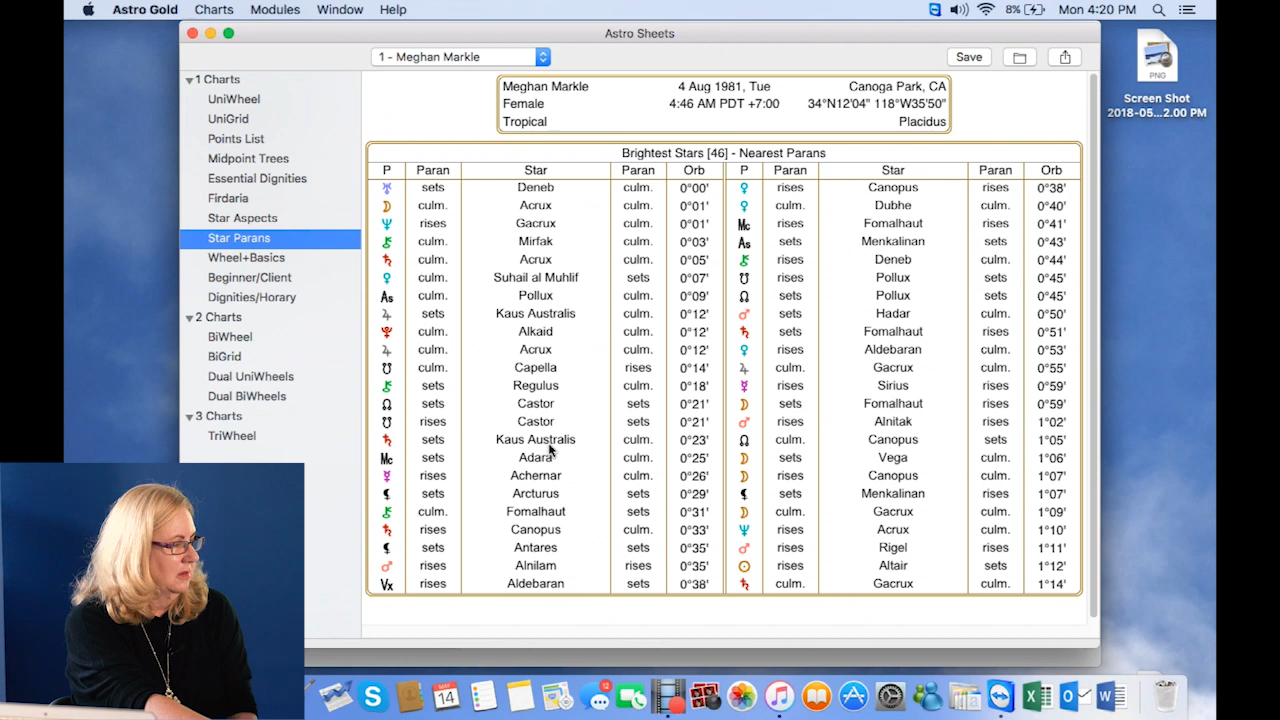 Astro Gold Charts Modules Window Help 8% Mon 4:20 PM
Astro Sheets
1 - Meghan Markle Save
1 Charts
UniWheel
UniGrid
Points List
Midpoint Trees
Essential Dignities
Firdaria
Star Aspects
Star Parans
Wheel+Basics
Beginner/Client
Dignities/Horary
2 Charts
BiWheel
BiGrid
Dual UniWheels
Dual BiWheels
3 Charts
TriWheel
Meghan Markle 4 Aug 1981, Tue Canoga Park, CA
Female 4:46 AM PDT +7:00 34°N12'04" 118°W35'50"
Tropical Placidus
Brightest Stars [46] - Nearest Parans
P Paran Star Paran Orb P Paran Star Paran Orb
sets Deneb culm. 0°00' rises Canopus rises 0°38'
culm. Acrux culm. 0°01' culm. Dubhe culm. 0°40'
rises Gacrux culm. 0°01' Mc rises Fomalhaut rises 0°41'
culm. Mirfak culm. 0°03' As sets Menkalinan sets 0°43'
culm. Acrux culm. 0°05' rises Deneb culm. 0°44'
culm. Suhail al Muhlif sets 0°07' rises Pollux sets 0°45'
As culm. Pollux culm. 0°09' sets Pollux sets 0°45'
sets Kaus Australis culm. 0°12' sets Hadar sets 0°50'
culm. Alkaid culm. 0°12' sets Fomalhaut rises 0°51'
culm. Acrux culm. 0°12' rises Aldebaran culm. 0°53'
culm. Capella rises 0°14' culm. Gacrux culm. 0°55'
sets Regulus culm. 0°18' rises Sirius rises 0°59'
sets Castor culm. 0°21' sets Fomalhaut sets 0°59'
rises Castor sets 0°21' rises Alnitak rises 1°02'
sets Kaus Australis culm. 0°23' culm. Canopus sets 1°05'
Mc sets Adara culm. 0°25' sets Vega culm. 1°06'
rises Achernar culm. 0°26' rises Canopus culm. 1°07'
sets Arcturus sets 0°29' sets Menkalinan rises 1°07'
culm. Fomalhaut sets 0°31' culm. Gacrux culm. 1°09'
rises Canopus culm. 0°33' rises Acrux culm. 1°10'
sets Antares sets 0°35' rises Rigel rises 1°11'
rises Alnilam rises 0°35' rises Altair sets 1°12'
Vx rises Aldebaran sets 0°38' culm. Gacrux culm. 1°14'
PNG
Screen Shot
2018-05...2.00 PM
MAY
14
12